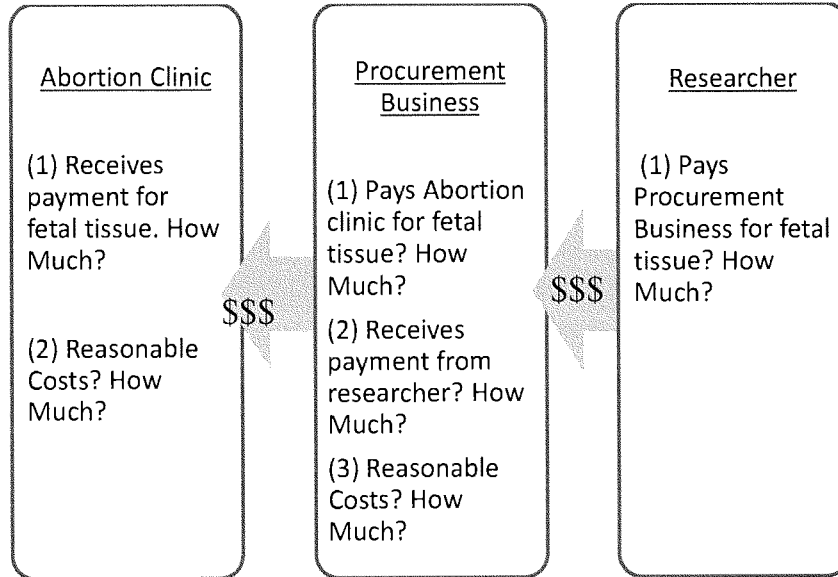 Abortion Clinic
(1) Receives
payment for
fetal tissue. How
Much?
(2) Reasonable
Costs? How
Much?
$$$
Procurement
Business
(1) Pays Abortion
clinic for fetal
tissue? How
Much?
(2) Receives
payment from
researcher? How
Much?
(3) Reasonable
Costs? How
Much?
$$$
Researcher
(1) Pays
Procurement
Business for fetal
tissue? How
Much?